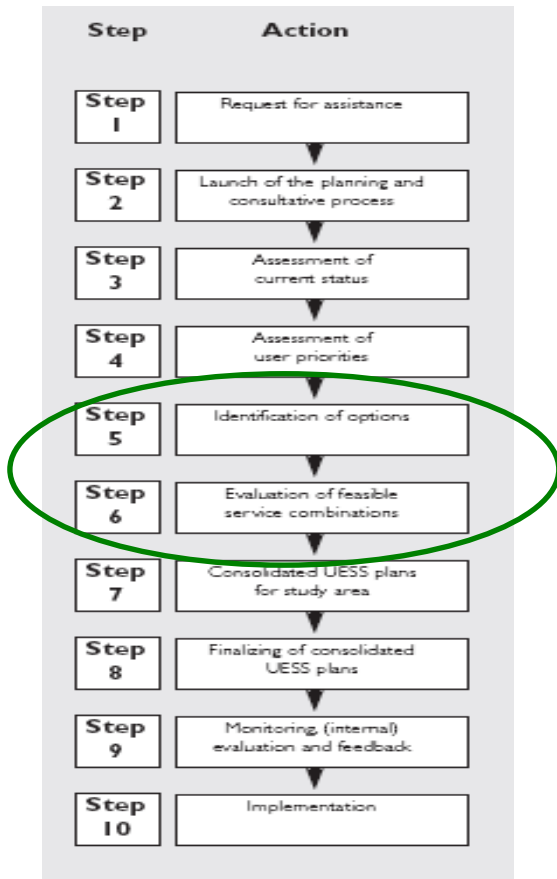 Step Action
Step
1
Request for assistance
Step
2
Launch of the planning and
consultative process
Step
3
Assessment of
current status
Step
4
Assessment of
user priorities
Step
5
Identification of options
Step
6
Evaluation of feasible
service combinations
Step
7
Consolidated UESS plans
for study area
Step
8
Finalizing of consolidated
UESS plans
Step
9
Monitoring, (internal)
evaluation and feedback
Step
10
Implementation